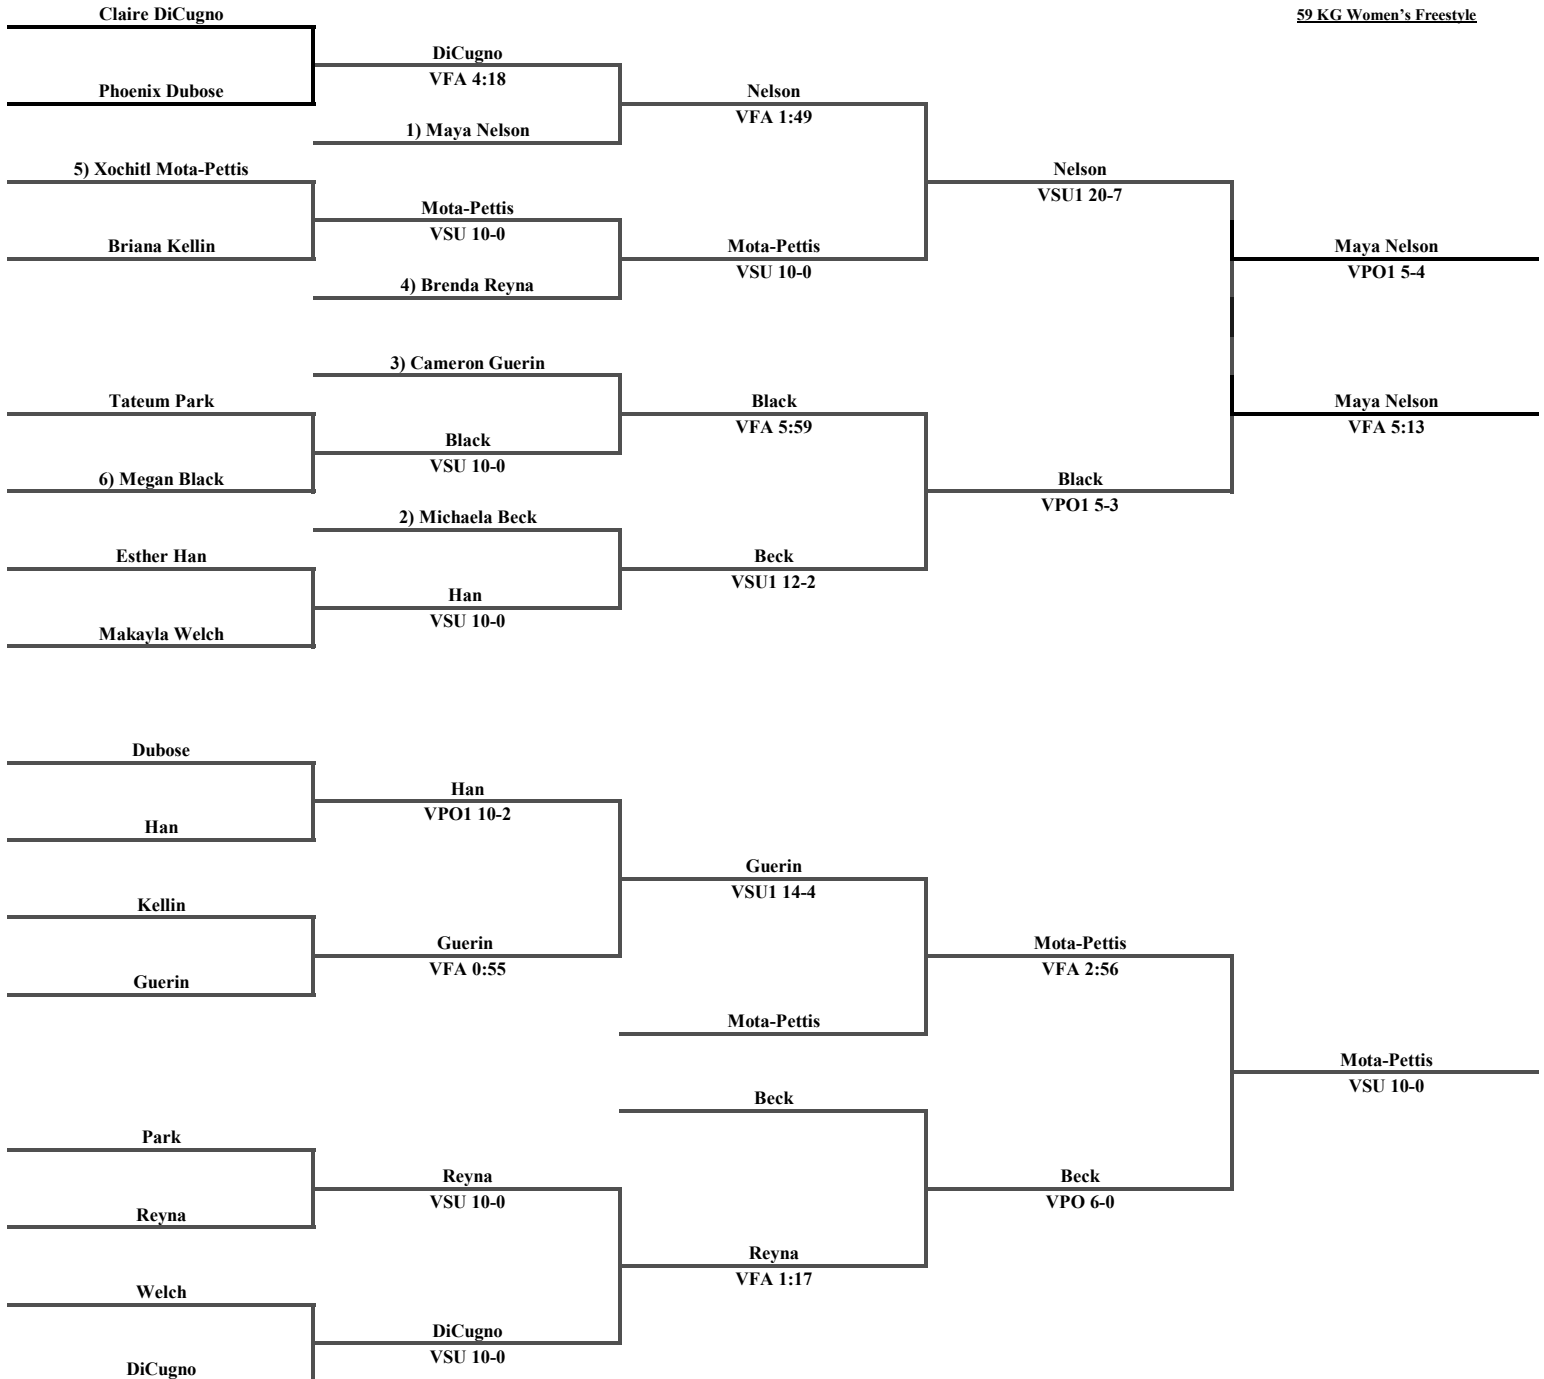 Claire DiCugno
59 KG Women's Freestyle
DiCugno
VFA 4:18
Phoenix Dubose
Nelson
VFA 1:49
1) Maya Nelson
5) Xochitl Mota-Pettis
Nelson
VSU1 20-7
Mota-Pettis
VSU 10-0
Briana Kellin
Mota-Pettis
VSU 10-0
Maya Nelson
VPO1 5-4
4) Brenda Reyna
3) Cameron Guerin
Tateum Park
Black
VFA 5:59
Maya Nelson
VFA 5:13
Black
VSU 10-0
6) Megan Black
Black
VPO1 5-3
2) Michaela Beck
Esther Han
Beck
VSU1 12-2
Han
VSU 10-0
Makayla Welch
Dubose
Han
VPO1 10-2
Han
Guerin
VSU1 14-4
Kellin
Guerin
VFA 0:55
Mota-Pettis
VFA 2:56
Guerin
Mota-Pettis
Mota-Pettis
VSU 10-0
Beck
Park
Reyna
VSU 10-0
Beck
VPO 6-0
Reyna
Reyna
VFA 1:17
Welch
DiCugno
VSU 10-0
DiCugno